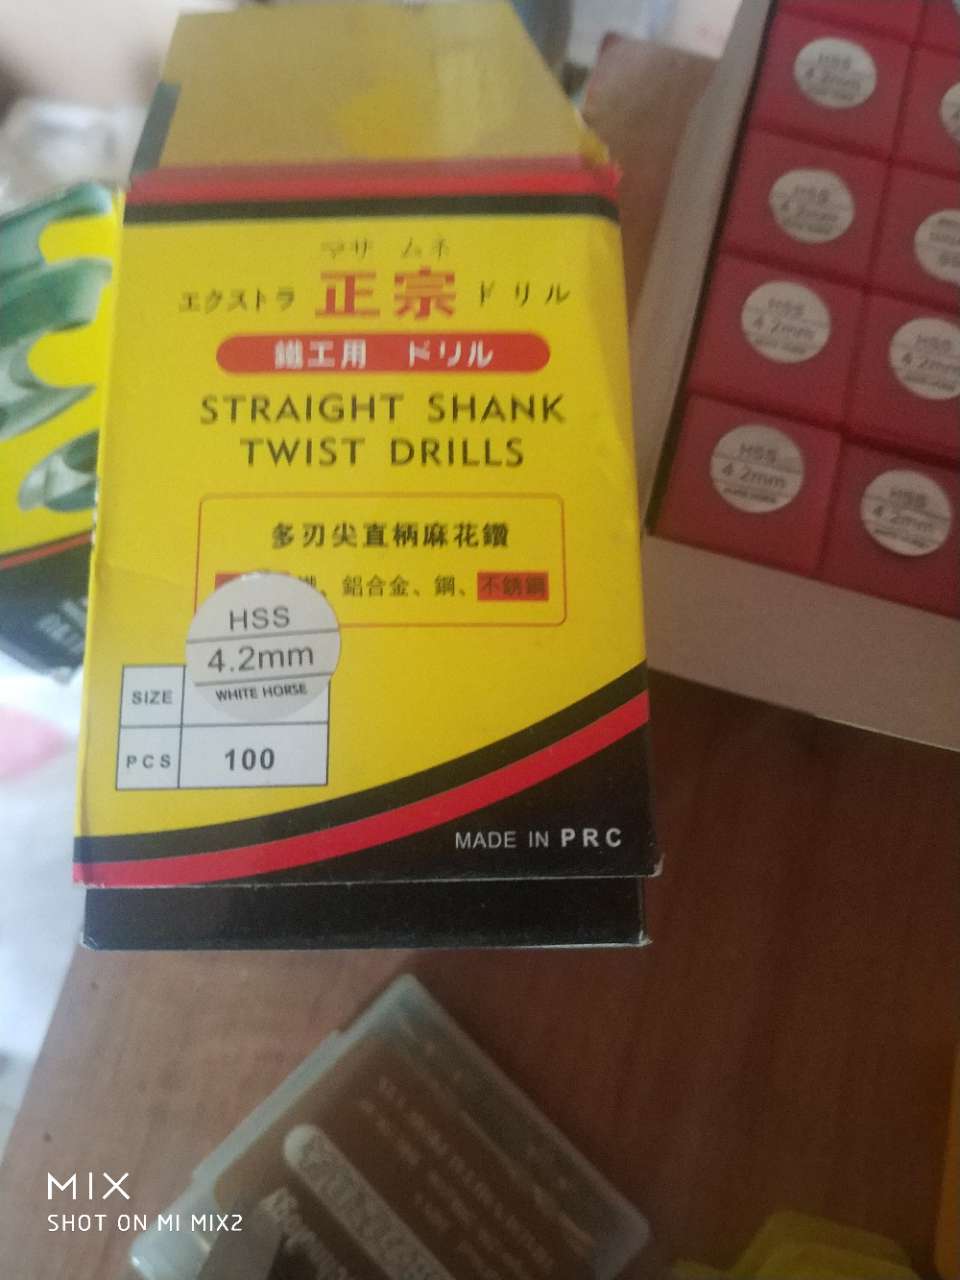 マサ ムネ
エクストラ 正宗 ドリル
鐵工用 ドリル
STRAIGHT SHANK
TWIST DRILLS
多刃尖直柄麻花鑽
、鋁合金、鋼、不銹鋼
HSS
4.2mm
WHITE HORSE
SIZE
PCS 100
MADE IN PRC
HSS
4.2mm
HSS
4.2mm
HSS
4.2mm
HSS
4.2mm
HSS
4.2mm
HSS
4.2mm
MIX
SHOT ON MI MIX2